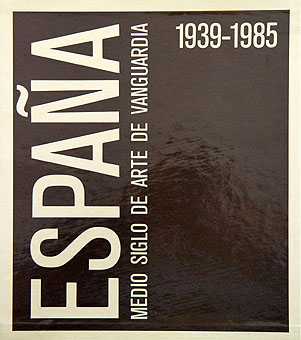 ESPAÑA
MEDIO SIGLO DE ARTE DE VANGUARDIA
1939-1985